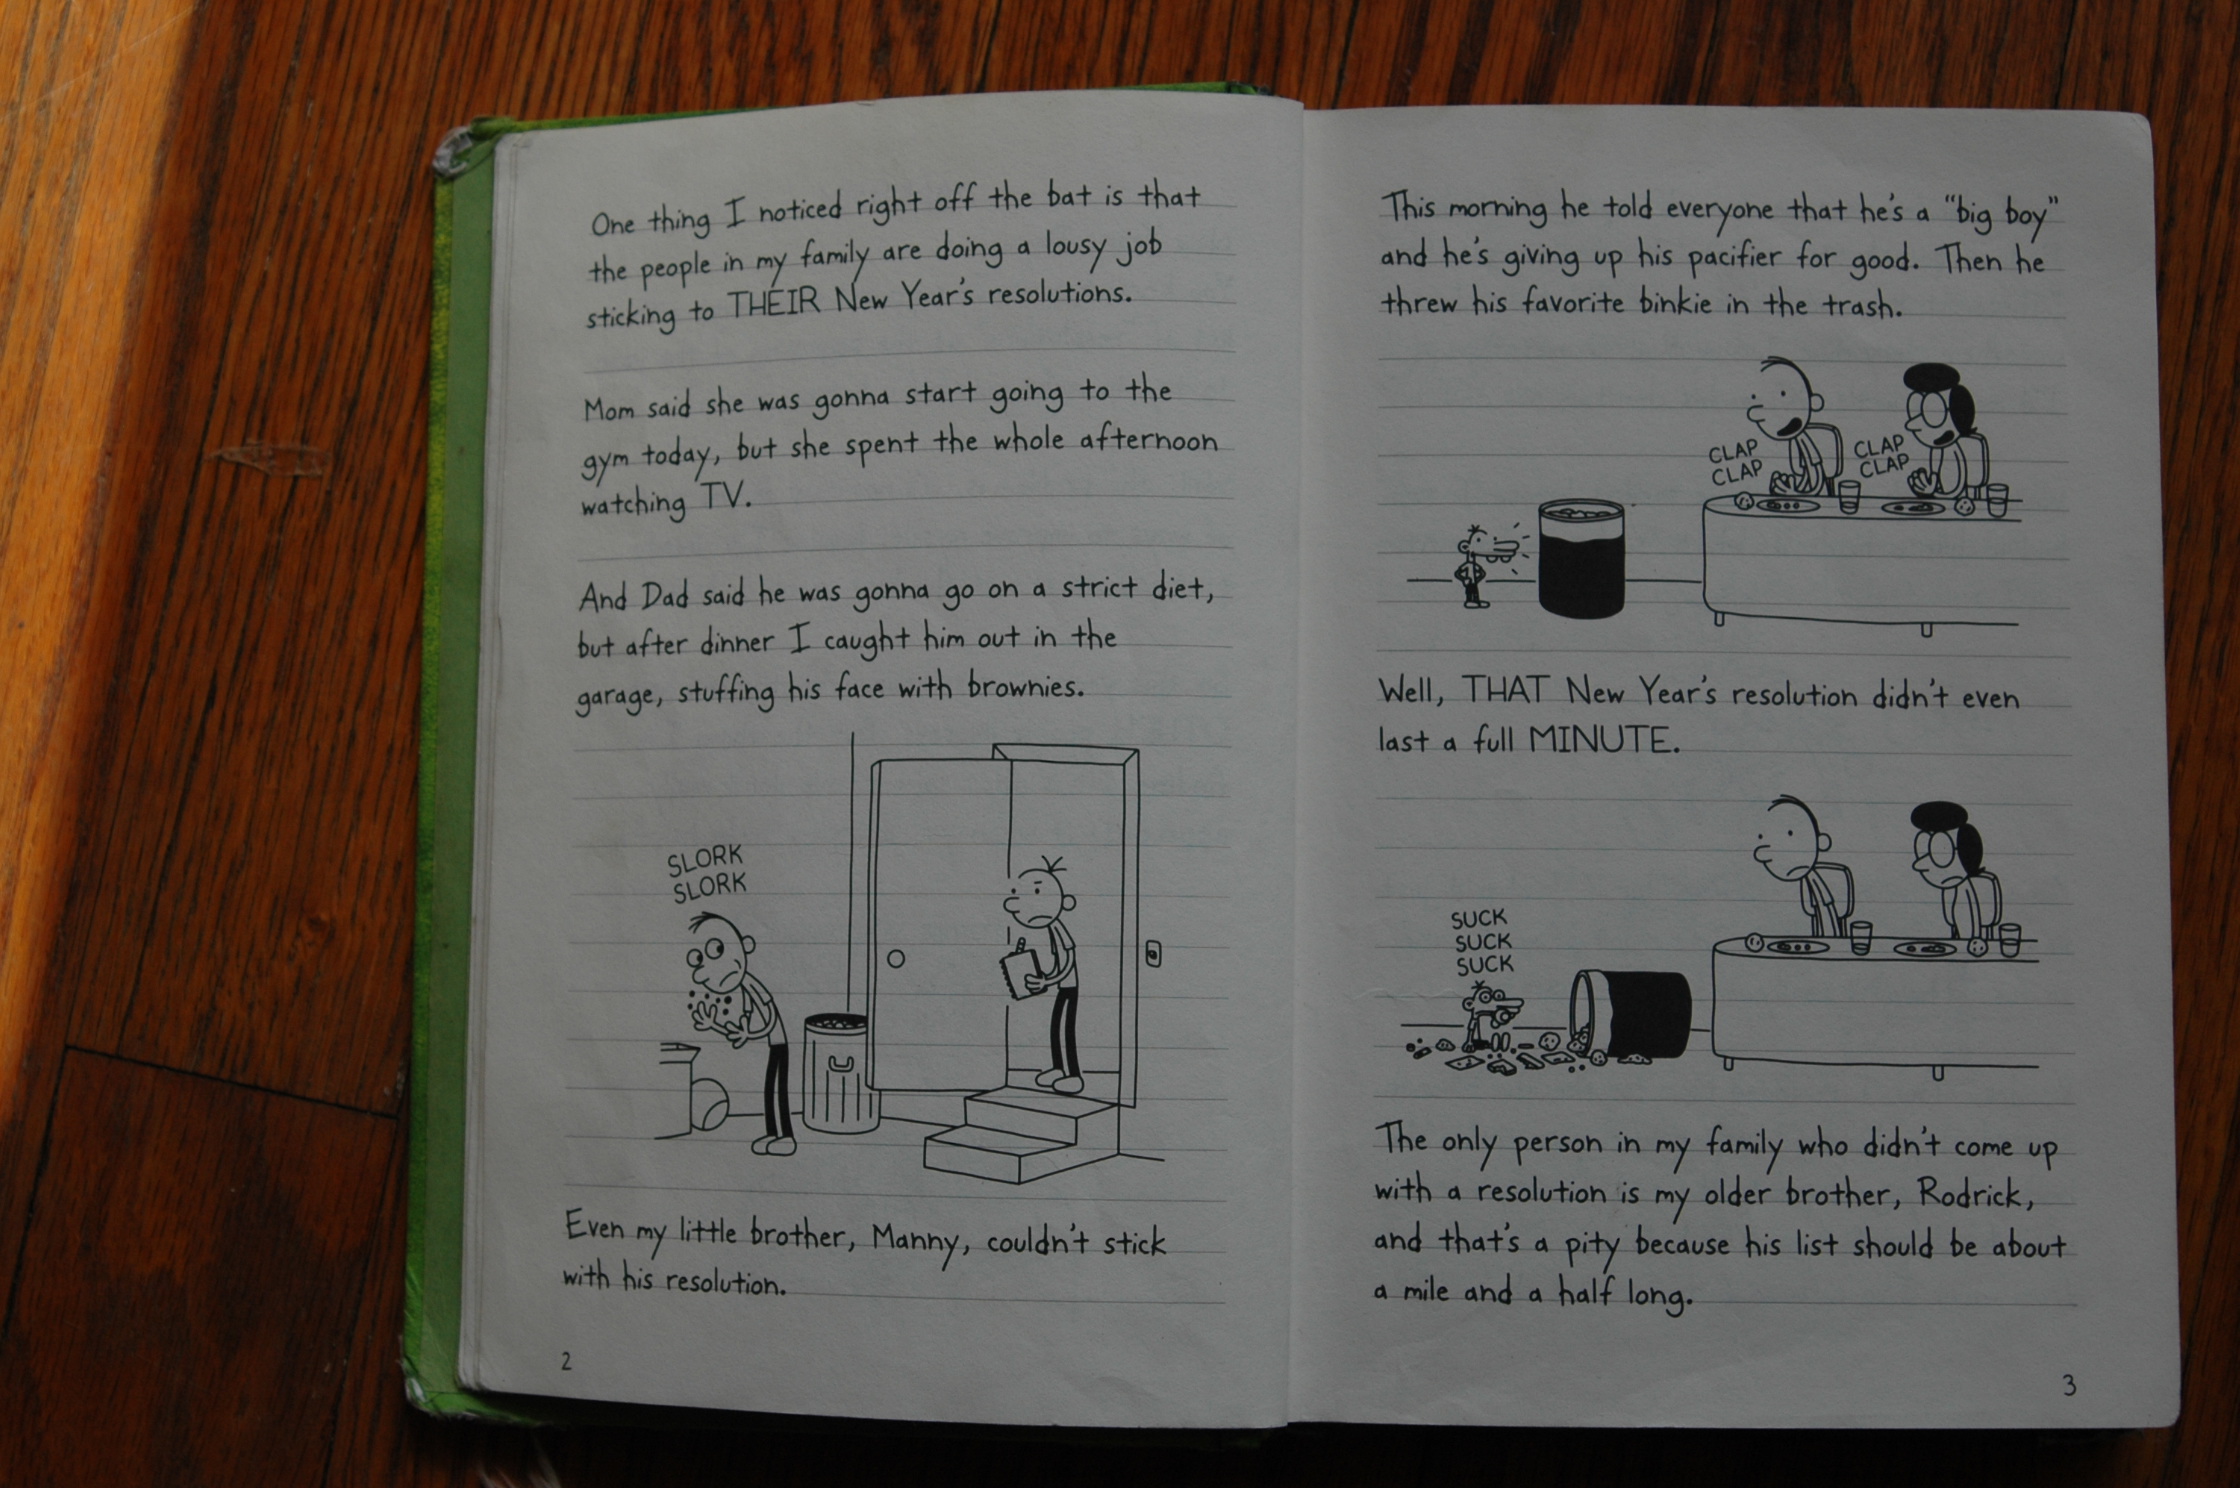 One thing I noticed right off the bat is that
the people in my family are doing a lousy job
sticking to THEIR New Year's resolutions.
Mom said she was gonna start going to the
gym today, but she spent the whole afternoon
watching TV.
And Dad said he was gonna go on a strict diet,
but after dinner I caught him out in the
garage, stuffing his face with brownies.
SLORK
SLORK
Even my little brother, Manny, couldn't stick
with his resolution.
2
This morning he told everyone that he's a "big boy"
and he's giving up his pacifier for good. Then he
threw his favorite binkie in the trash.
CLAP
CLAP
CLAP
CLAP
Well, THAT New Year's resolution didn't even
last a full MINUTE.
SUCK
SUCK
SUCK
The only person in my family who didn't come up
with a resolution is my older brother, Rodrick,
and that's a pity because his list should be about
a mile and a half long.
3